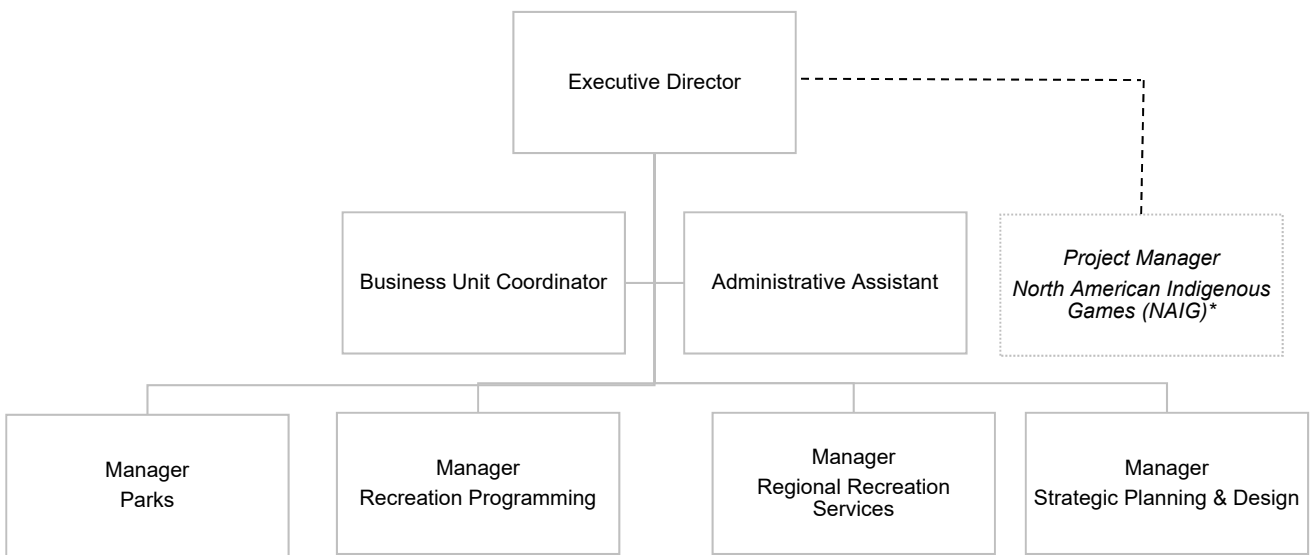 Executive Director
Business Unit Coordinator
Administrative Assistant
Project Manager
North American Indigenous
Games (NAIG)*
Manager
Parks
Manager
Recreation Programming
Manager
Regional Recreation
Services
Manager
Strategic Planning & Design